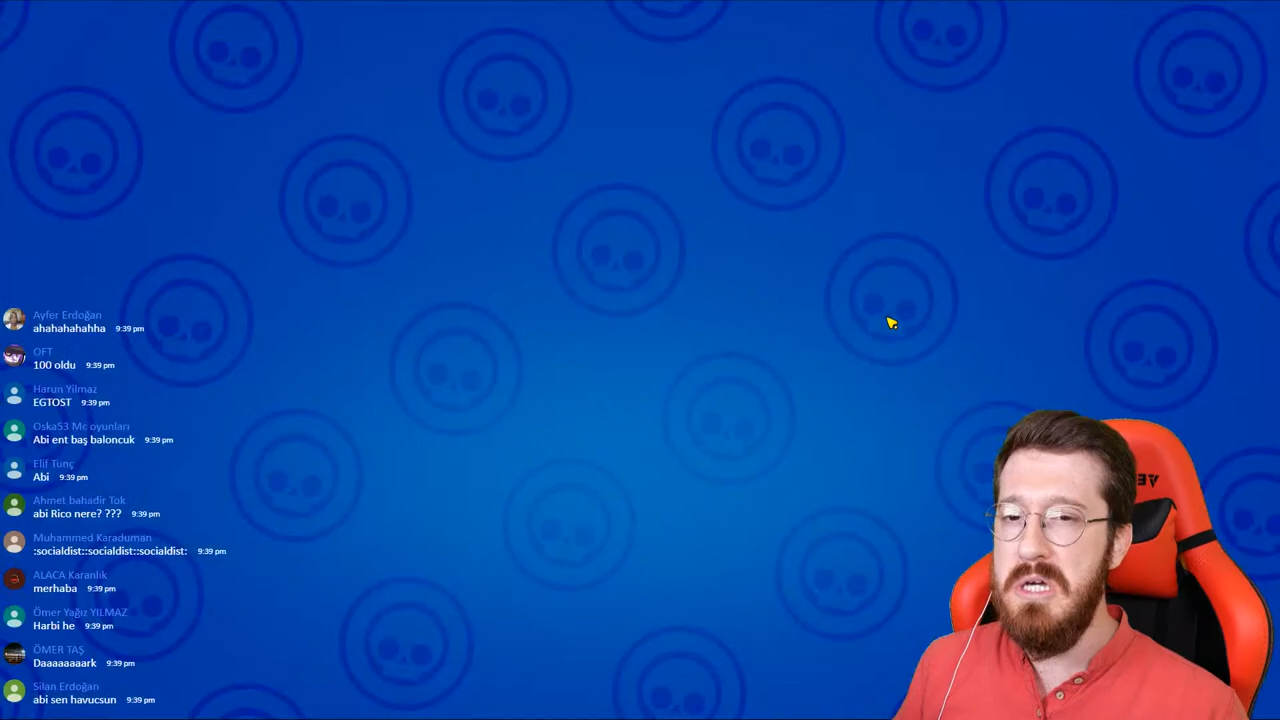 Ayfer Erdoğan
ahahahahahha 9:39 pm
OFT
100 oldu 9:39 pm
Harun Yilmaz
EGTOST 9:39 pm
Oska53 Mc oyunları
Abi ent baş baloncuk 9:39 pm
Elif Tunç
Abi 9:39 pm
Ahmet bahadir Tok
abi Rico nere? ??? 9:39 pm
Muhammed Karaduman
:socialdist::socialdist::socialdist: 9:39 pm
ALACA Karanlık
merhaba 9:39 pm
Ömer Yağız YILMAZ
Harbi he 9:39 pm
ÖMER TAŞ
Daaaaaaark 9:39 pm
Silan Erdoğan
abi sen havucsun 9:39 pm